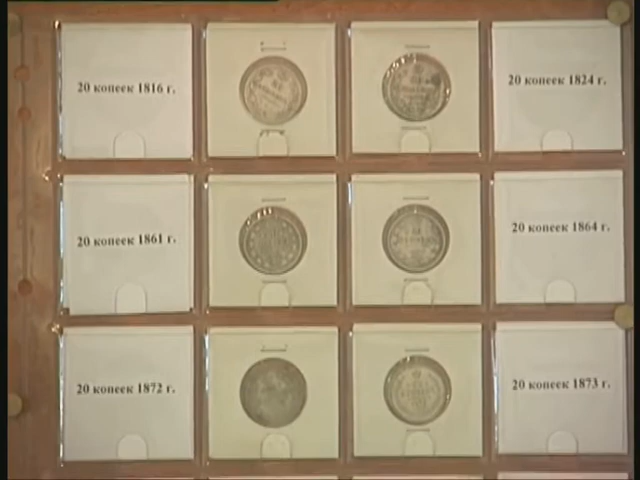 20 копеек 1816 г.
20 копеек 1824 г.
20 копеек 1861 г.
20 копеек 1864 г.
20 копеек 1872 г.
20 копеек 1873 г.